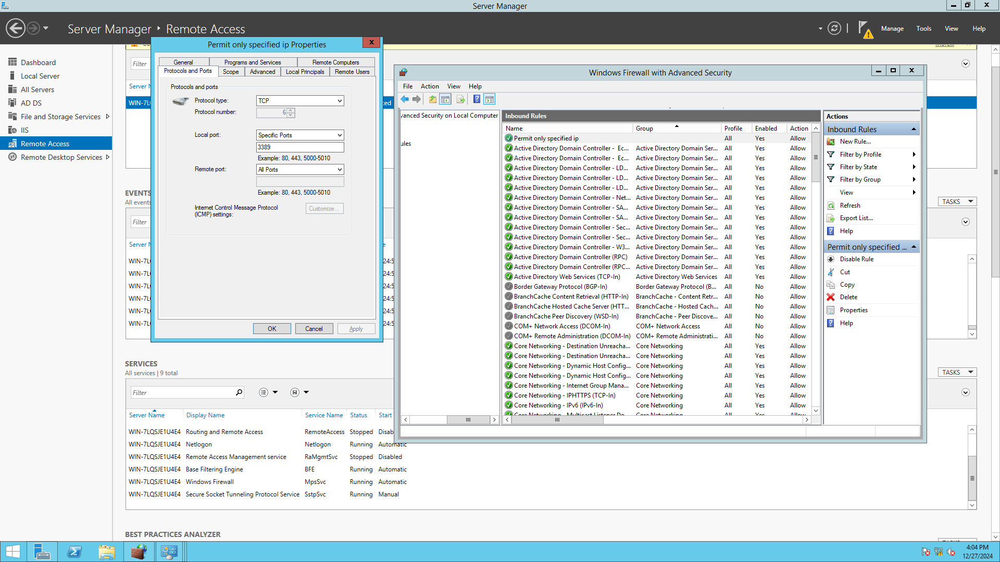 Server Manager
Server Manager ‣ Remote Access
Manage Tools View Help
Dashboard
Local Server
All Servers
AD DS
File and Storage Services
IIS
Remote Access
Remote Desktop Services
Filter
WIN-7L
EVENTS
All events
TASKS
Filter
WIN-7L 24:5
WIN-7L 24:5
WIN-7L 24:5
WIN-7L 24:5
WIN-7L 24:5
WIN-7L 24:5
SERVICES
All services | 9 total
TASKS
Filter
Server Name Display Name Service Name Status Start
WIN-7LQSJE1U4E4 Routing and Remote Access RemoteAccess Stopped Disab
WIN-7LQSJE1U4E4 Netlogon Netlogon Running Automatic
WIN-7LQSJE1U4E4 Remote Access Management service RaMgmtSvc Stopped Disabled
WIN-7LQSJE1U4E4 Base Filtering Engine BFE Running Automatic
WIN-7LQSJE1U4E4 Windows Firewall MpsSvc Running Automatic
WIN-7LQSJE1U4E4 Secure Socket Tunneling Protocol Service SstpSvc Running Manual
BEST PRACTICES ANALYZER
Permit only specified ip Properties
General Programs and Services Remote Computers
Protocols and Ports Scope Advanced Local Principals Remote Users
Protocols and ports
Protocol type: TCP
Protocol number: 6
Local port: Specific Ports
3389
Example: 80, 443, 5000-5010
Remote port: All Ports
Example: 80, 443, 5000-5010
Internet Control Message Protocol
(ICMP) settings: Customize...
OK Cancel Apply
Windows Firewall with Advanced Security
File Action View Help
vanced Security on Local Computer
ules
Inbound Rules
Name Group Profile Enabled Action
Permit only specified ip All Yes Allow
Active Directory Domain Controller - Ec... Active Directory Domain Ser... All Yes Allow
Active Directory Domain Controller - Ec... Active Directory Domain Ser... All Yes Allow
Active Directory Domain Controller - LD... Active Directory Domain Ser... All Yes Allow
Active Directory Domain Controller - LD... Active Directory Domain Ser... All Yes Allow
Active Directory Domain Controller - LD... Active Directory Domain Ser... All Yes Allow
Active Directory Domain Controller - Net... Active Directory Domain Ser... All Yes Allow
Active Directory Domain Controller - SA... Active Directory Domain Ser... All Yes Allow
Active Directory Domain Controller - SA... Active Directory Domain Ser... All Yes Allow
Active Directory Domain Controller - Sec... Active Directory Domain Ser... All Yes Allow
Active Directory Domain Controller - Sec... Active Directory Domain Ser... All Yes Allow
Active Directory Domain Controller - W3... Active Directory Domain Ser... All Yes Allow
Active Directory Domain Controller (RPC) Active Directory Domain Ser... All Yes Allow
Active Directory Domain Controller (RPC... Active Directory Domain Ser... All Yes Allow
Active Directory Web Services (TCP-In) Active Directory Web Services All Yes Allow
Border Gateway Protocol (BGP-In) Border Gateway Protocol (B... All No Allow
BranchCache Content Retrieval (HTTP-In) BranchCache - Content Retr... All No Allow
BranchCache Hosted Cache Server (HTT... BranchCache - Hosted Cach... All No Allow
BranchCache Peer Discovery (WSD-In) BranchCache - Peer Discove... All No Allow
COM+ Network Access (DCOM-In) COM+ Network Access All No Allow
COM+ Remote Administration (DCOM-In) COM+ Remote Administrati... All No Allow
Core Networking - Destination Unreacha... Core Networking All Yes Allow
Core Networking - Destination Unreacha... Core Networking All Yes Allow
Core Networking - Dynamic Host Config... Core Networking All Yes Allow
Core Networking - Dynamic Host Config... Core Networking All Yes Allow
Core Networking - Internet Group Mana... Core Networking All Yes Allow
Core Networking - IPHTTPS (TCP-In) Core Networking All Yes Allow
Core Networking - IPv6 (IPv6-In) Core Networking All Yes Allow
Core Networking - Multicast Listener Do... Core Networking All Yes Allow
Actions
Inbound Rules
New Rule...
Filter by Profile
Filter by State
Filter by Group
View
Refresh
Export List...
Help
Permit only specified ...
Disable Rule
Cut
Copy
Delete
Properties
Help
4:04 PM
12/27/2024